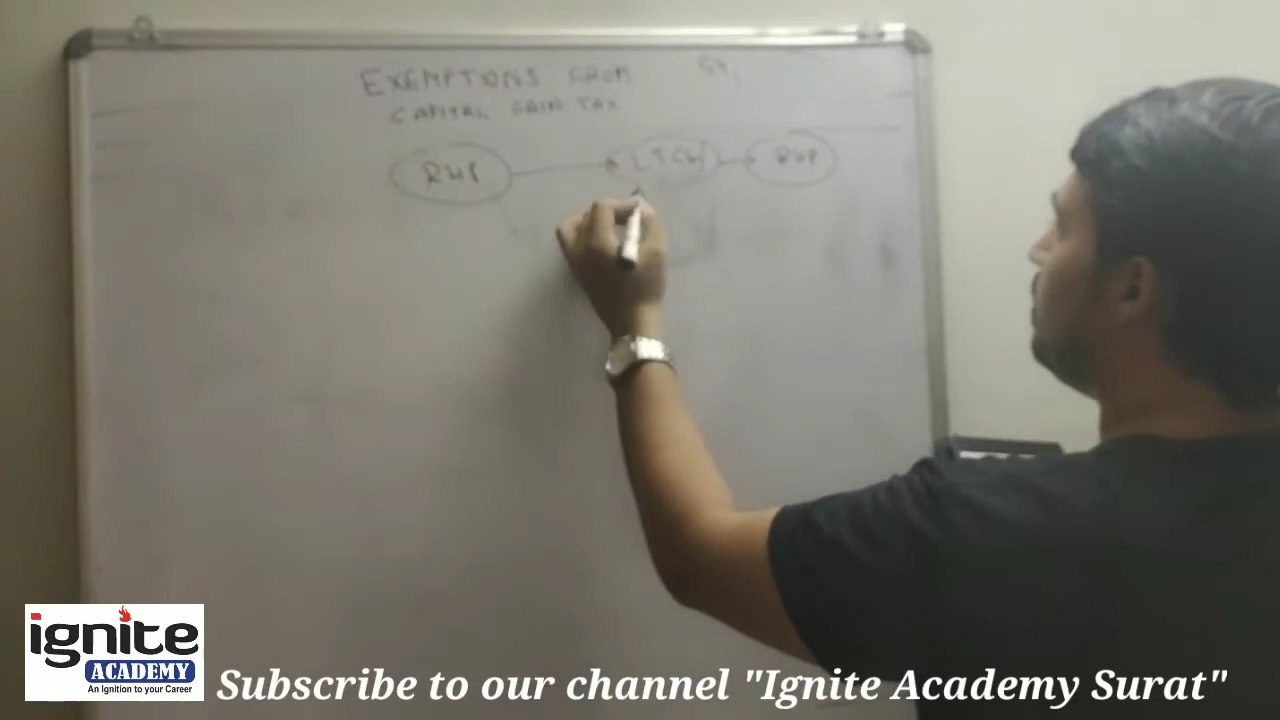 EXEMPTIONS FROM 54
CAPITAL GAIN TAX
RHP LTCG RHP
ignite
ACADEMY
An Ignition to your Career
Subscribe to our channel "Ignite Academy Surat"